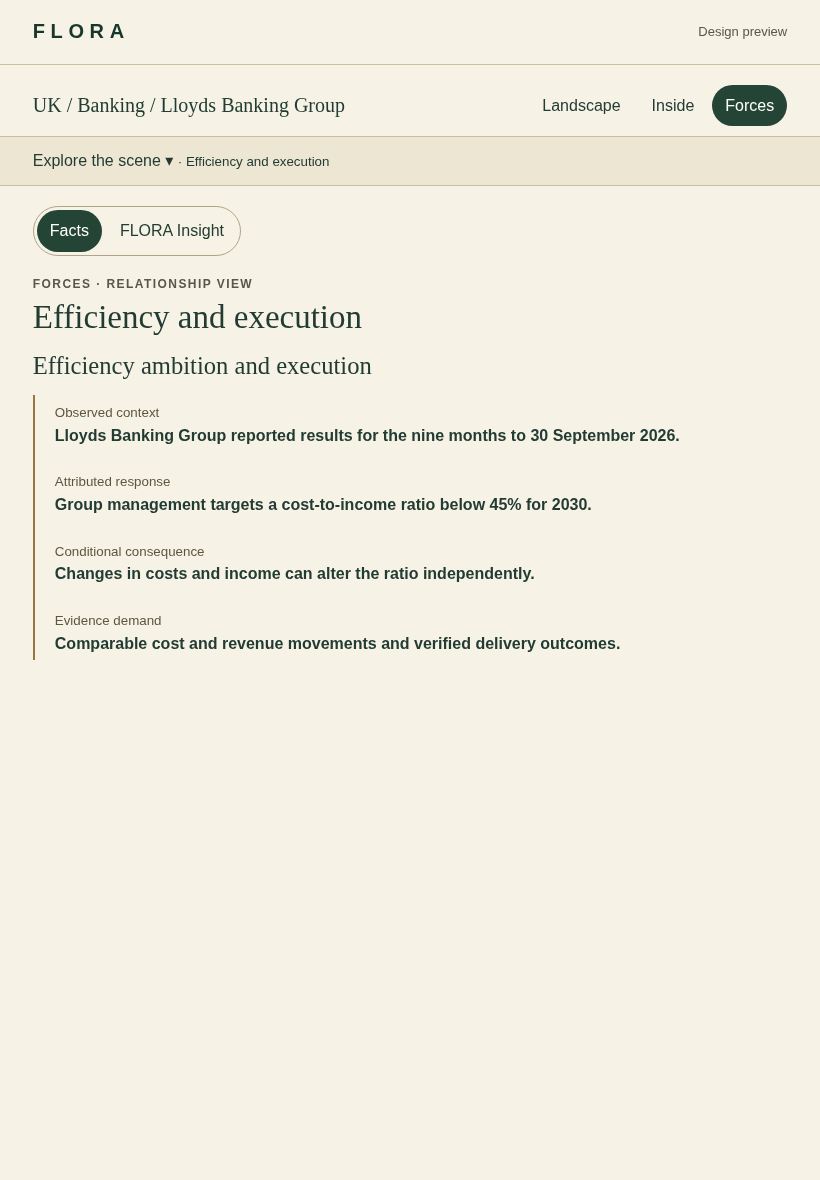 FLORA
Design preview
UK / Banking / Lloyds Banking Group
Landscape
Inside
Forces
Explore the scene ▾ · Efficiency and execution
Facts
FLORA Insight
FORCES · RELATIONSHIP VIEW
Efficiency and execution
Efficiency ambition and execution
Observed context
Lloyds Banking Group reported results for the nine months to 30 September 2026.
Attributed response
Group management targets a cost-to-income ratio below 45% for 2030.
Conditional consequence
Changes in costs and income can alter the ratio independently.
Evidence demand
Comparable cost and revenue movements and verified delivery outcomes.